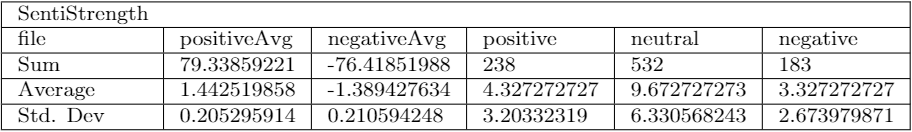 SentiStrength
file positiveAvg negativeAvg positive neutral negative
Sum 79.33859221 -76.41851988 238 532 183
Average 1.442519858 -1.389427634 4.327272727 9.672727273 3.327272727
Std. Dev 0.205295914 0.210594248 3.20332319 6.330568243 2.673979871